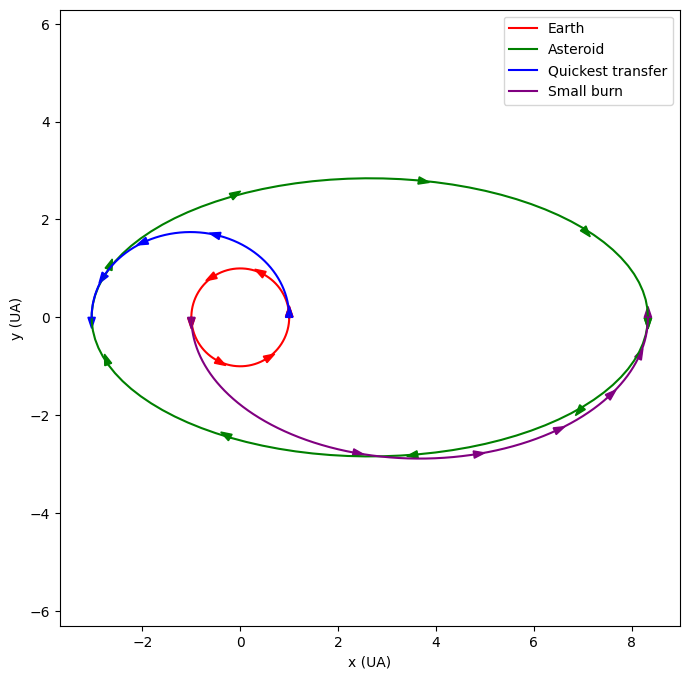 Earth
Asteroid
Quickest transfer
Small burn
6
4
2
0
−2
−4
−6
y (UA)
−2
0
2
4
6
8
x (UA)